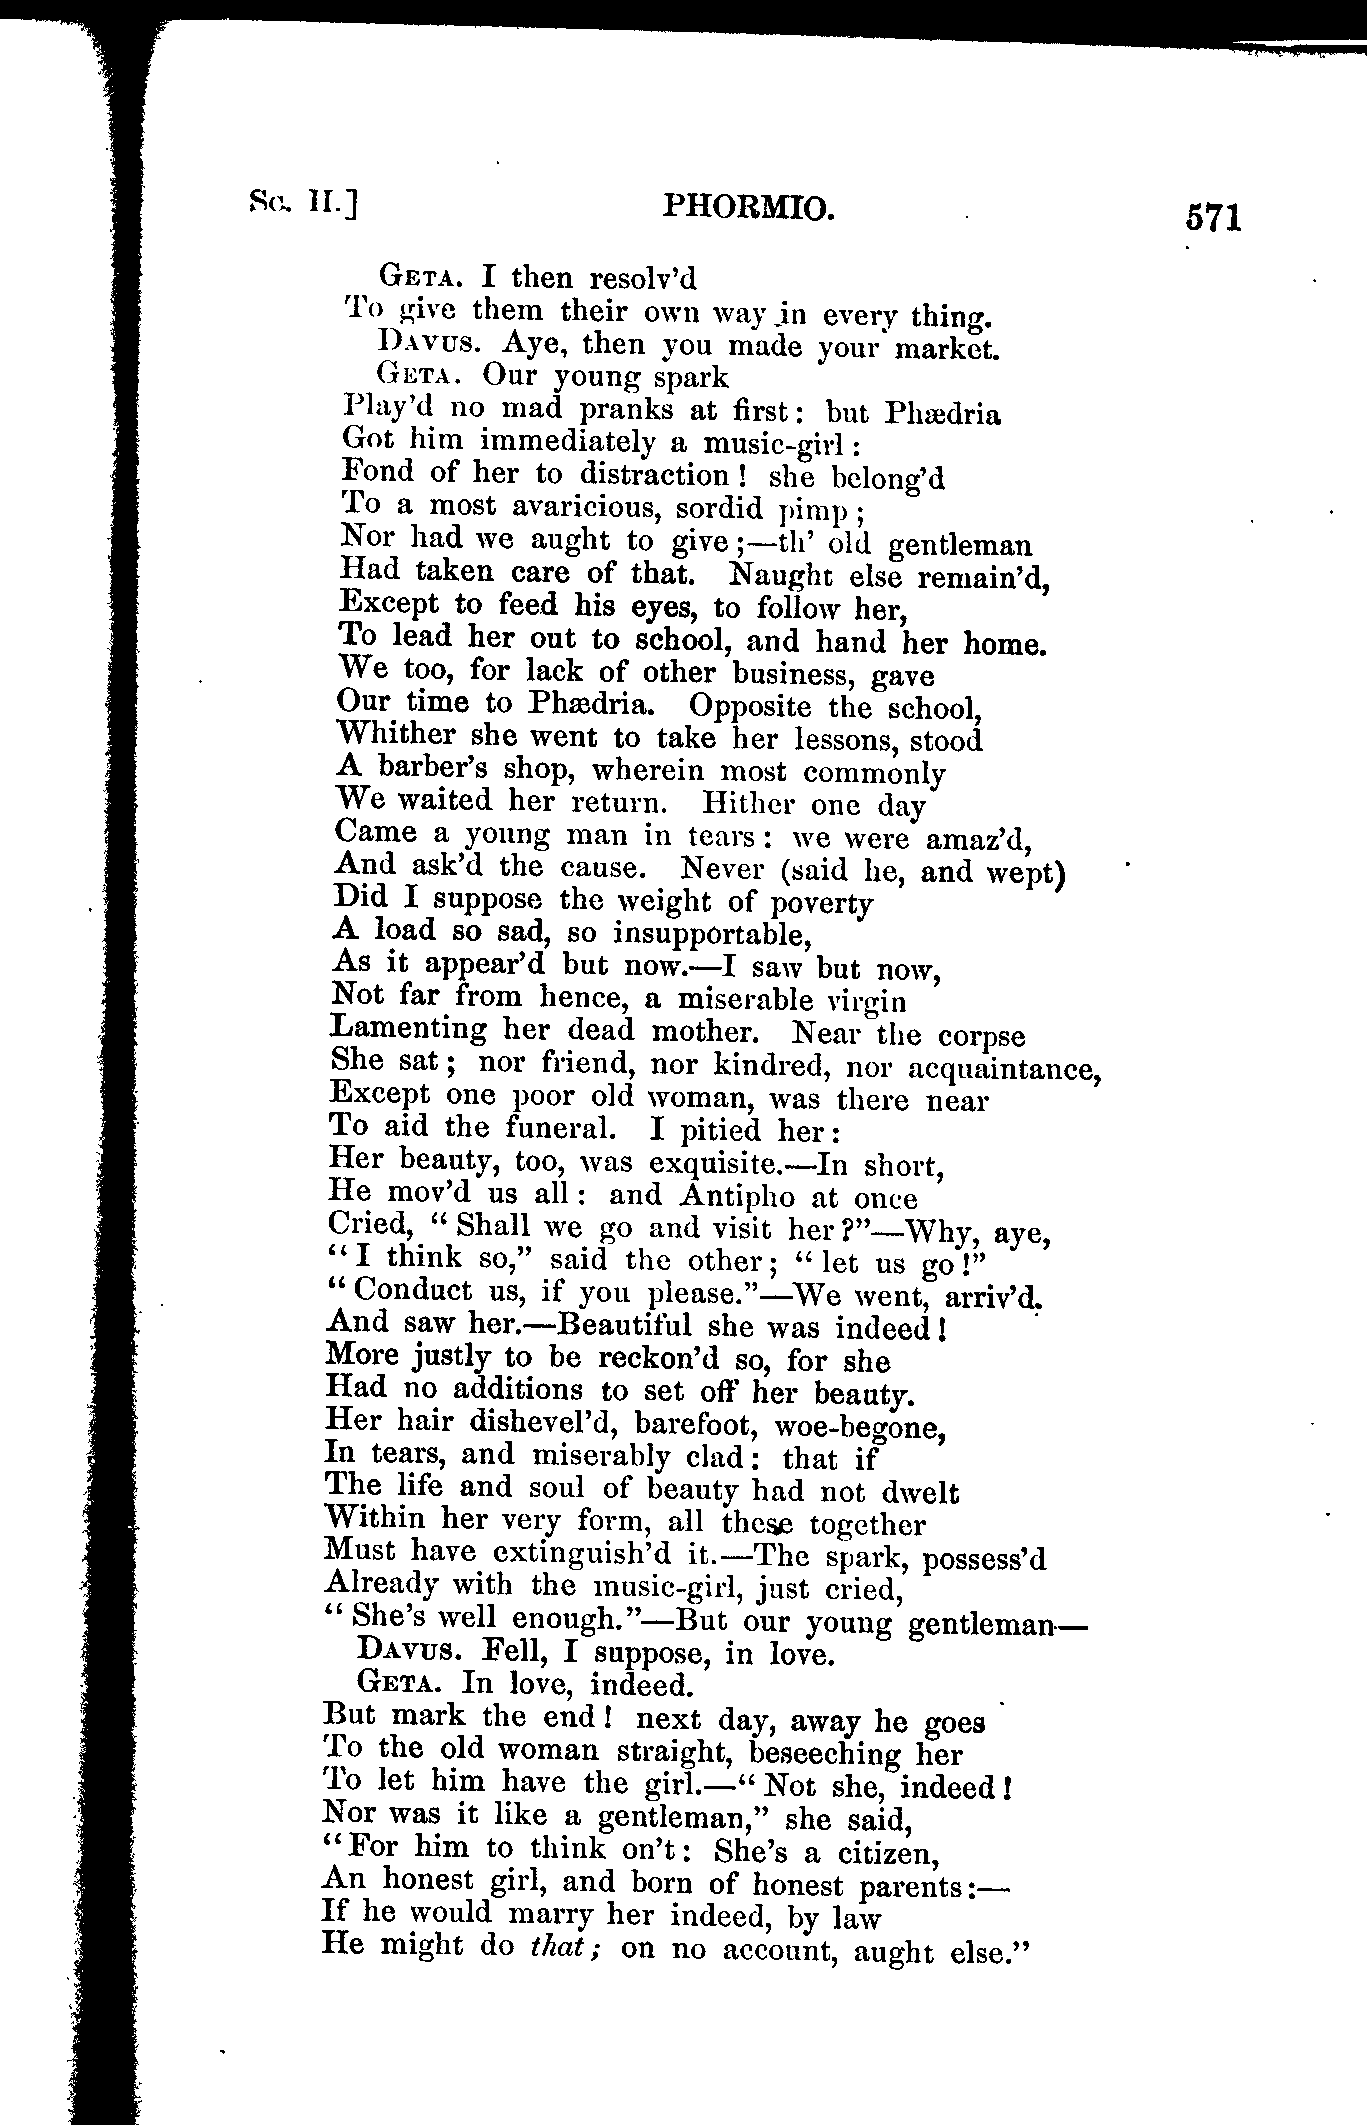 Sc. II.] PHORMIO. 571
GETA. I then resolv'd
To give them their own way in every thing.
DAVUS. Aye, then you made your market.
GETA. Our young spark
Play'd no mad pranks at first: but Phædria
Got him immediately a music-girl:
Fond of her to distraction! she belong'd
To a most avaricious, sordid pimp;
Nor had we aught to give;—th' old gentleman
Had taken care of that. Naught else remain'd,
Except to feed his eyes, to follow her,
To lead her out to school, and hand her home.
We too, for lack of other business, gave
Our time to Phædria. Opposite the school,
Whither she went to take her lessons, stood
A barber's shop, wherein most commonly
We waited her return. Hither one day
Came a young man in tears: we were amaz'd,
And ask'd the cause. Never (said he, and wept)
Did I suppose the weight of poverty
A load so sad, so insupportable,
As it appear'd but now.—I saw but now,
Not far from hence, a miserable virgin
Lamenting her dead mother. Near the corpse
She sat; nor friend, nor kindred, nor acquaintance,
Except one poor old woman, was there near
To aid the funeral. I pitied her:
Her beauty, too, was exquisite.—In short,
He mov'd us all: and Antipho at once
Cried, "Shall we go and visit her?"—Why, aye,
"I think so," said the other; "let us go!"
"Conduct us, if you please."—We went, arriv'd.
And saw her.—Beautiful she was indeed!
More justly to be reckon'd so, for she
Had no additions to set off her beauty.
Her hair dishevel'd, barefoot, woe-begone,
In tears, and miserably clad: that if
The life and soul of beauty had not dwelt
Within her very form, all these together
Must have extinguish'd it.—The spark, possess'd
Already with the music-girl, just cried,
"She's well enough."—But our young gentleman—
DAVUS. Fell, I suppose, in love.
GETA. In love, indeed.
But mark the end! next day, away he goes
To the old woman straight, beseeching her
To let him have the girl.—"Not she, indeed!
Nor was it like a gentleman," she said,
"For him to think on't: She's a citizen,
An honest girl, and born of honest parents:—
If he would marry her indeed, by law
He might do that; on no account, aught else."